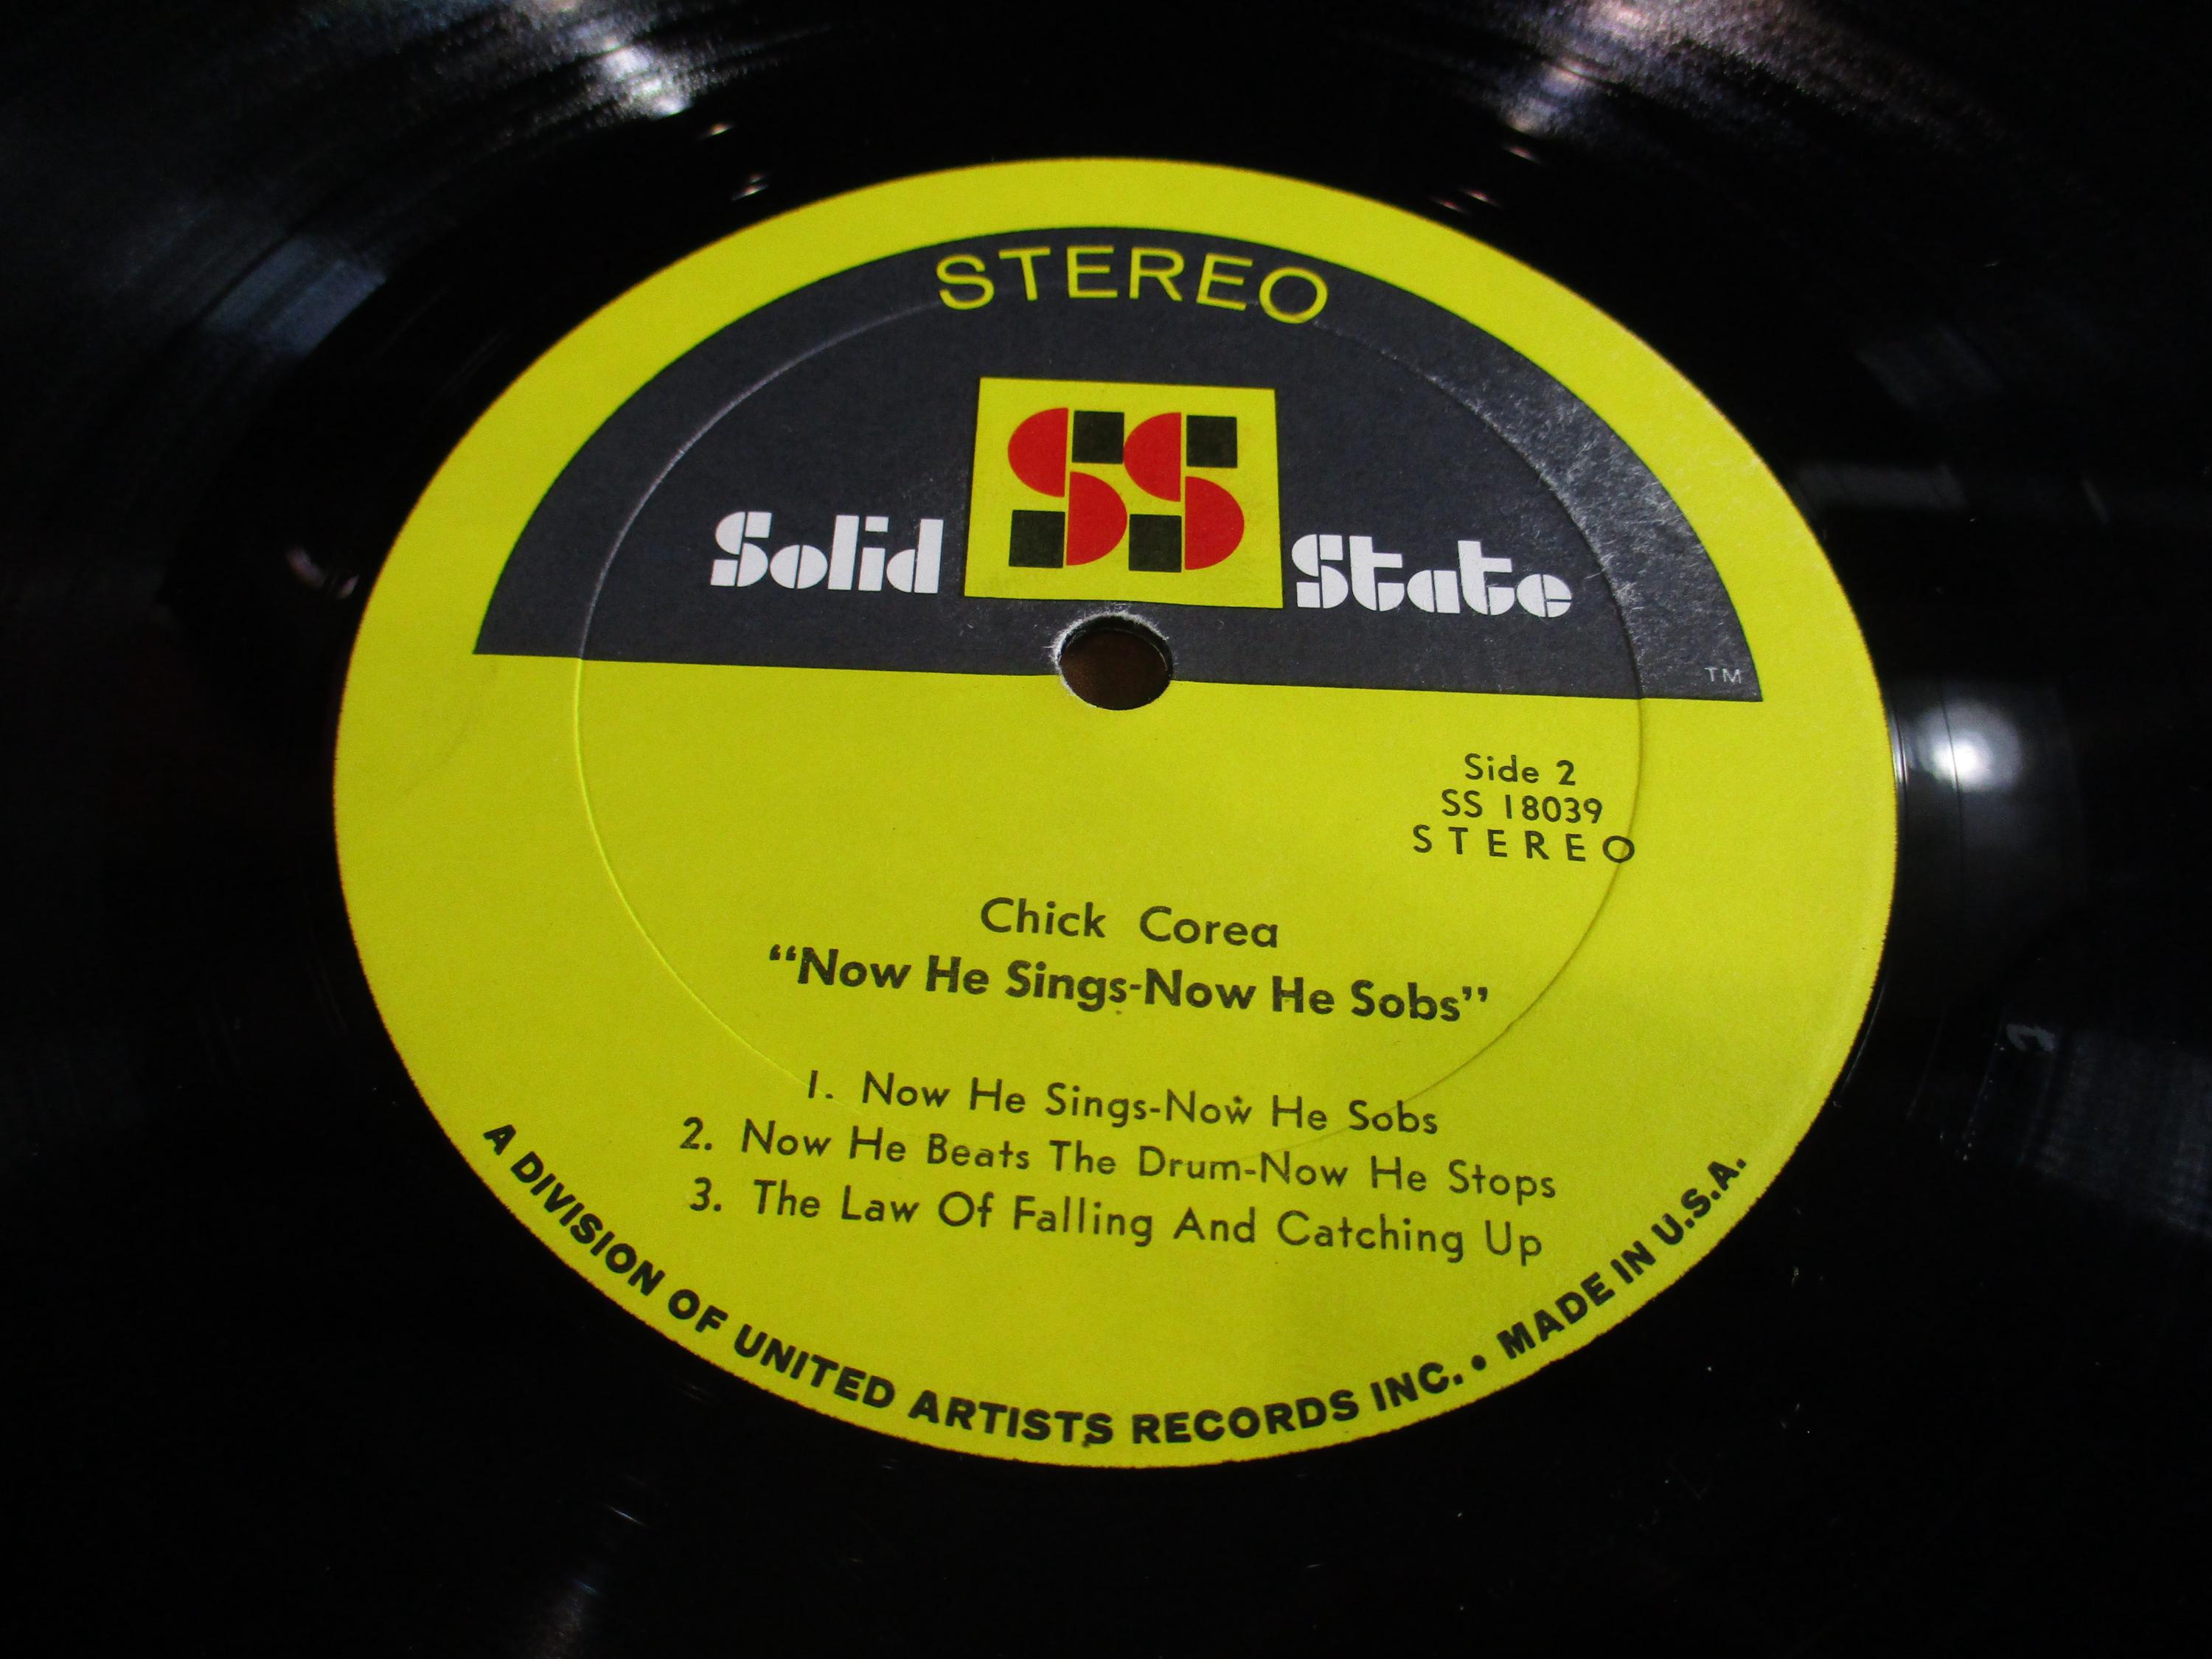 STEREO
Solid SS State
TM
Side 2
SS 18039
STEREO
Chick Corea
“Now He Sings-Now He Sobs”
1. Now He Sings-Now He Sobs
2. Now He Beats The Drum-Now He Stops
3. The Law Of Falling And Catching Up
A DIVISION OF UNITED ARTISTS RECORDS INC. • MADE IN U.S.A.